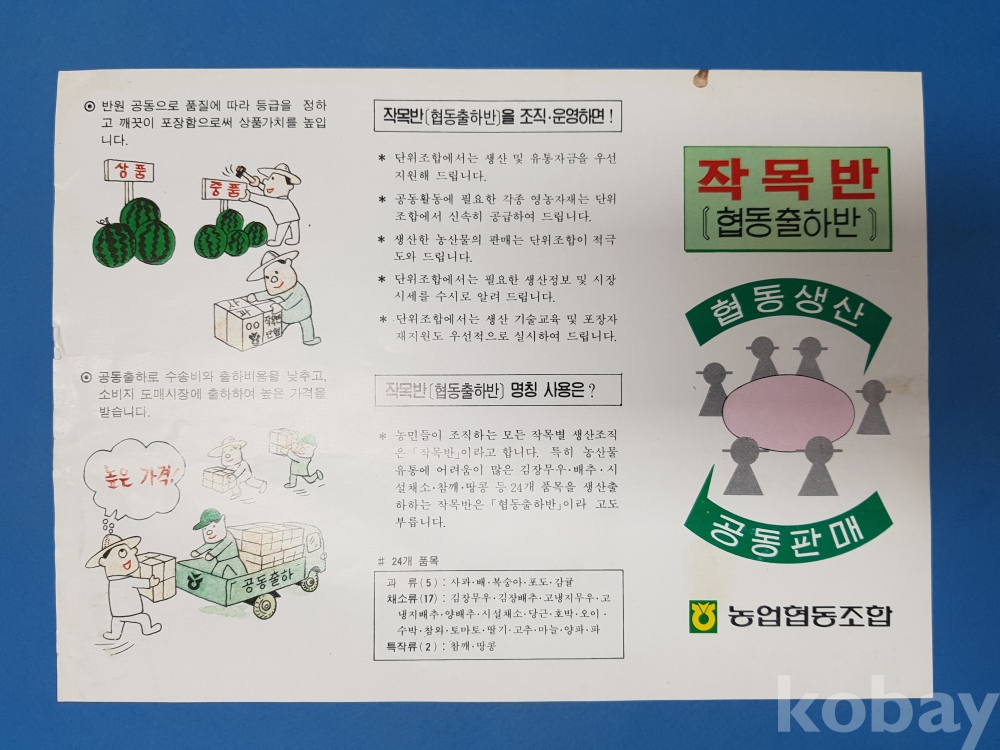 ⊙ 반원 공동으로 품질에 따라 등급을 정하
고 깨끗이 포장함으로써 상품가치를 높입
니다.
상품
중품
사과
작목반
⊙ 공동출하로 수송비와 출하비용을 낮추고,
소비지 도매시장에 출하하여 높은 가격을
받습니다.
높은 가격!
공동출하
작목반〔협동출하반〕을 조직·운영하면!
* 단위조합에서는 생산 및 유통자금을 우선
지원해 드립니다.
* 공동활동에 필요한 각종 영농자재는 단위
조합에서 신속히 공급하여 드립니다.
* 생산한 농산물의 판매는 단위조합이 적극
도와 드립니다.
* 단위조합에서는 필요한 생산정보 및 시장
시세를 수시로 알려 드립니다.
* 단위조합에서는 생산 기술교육 및 포장자
재지원도 우선적으로 실시하여 드립니다.
작목반〔협동출하반〕 명칭 사용은?
* 농민들이 조직하는 모든 작목별 생산조직
은「작목반」이라고 합니다. 특히 농산물
유통에 어려움이 많은 김장무우·배추·시
설채소·참깨·땅콩 등 24개 품목을 생산출
하하는 작목반은「협동출하반」이라 고도
부릅니다.
# 24개 품목
과 류(5) : 사과·배·복숭아·포도·감귤
채소류(17) : 김장무우·김장배추·고냉지무우·고
냉지배추·양배추·시설채소·당근·호박·오이·
수박·참외·토마토·딸기·고추·마늘·양파·파
특작류(2) : 참깨·땅콩
작목반
〔협동출하반〕
협동생산
공동판매
농업협동조합
kobay